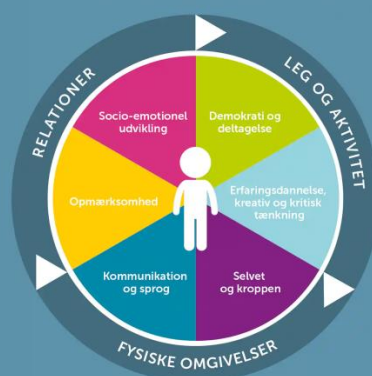 RELATIONER
LEG OG AKTIVITET
Socio-emotionel
udvikling
Demokrati og
deltagelse
Opmærksomhed
Erfaringsdannelse,
kreativ og kritisk
tænkning
Kommunikation
og sprog
Selvet
og kroppen
FYSISKE OMGIVELSER